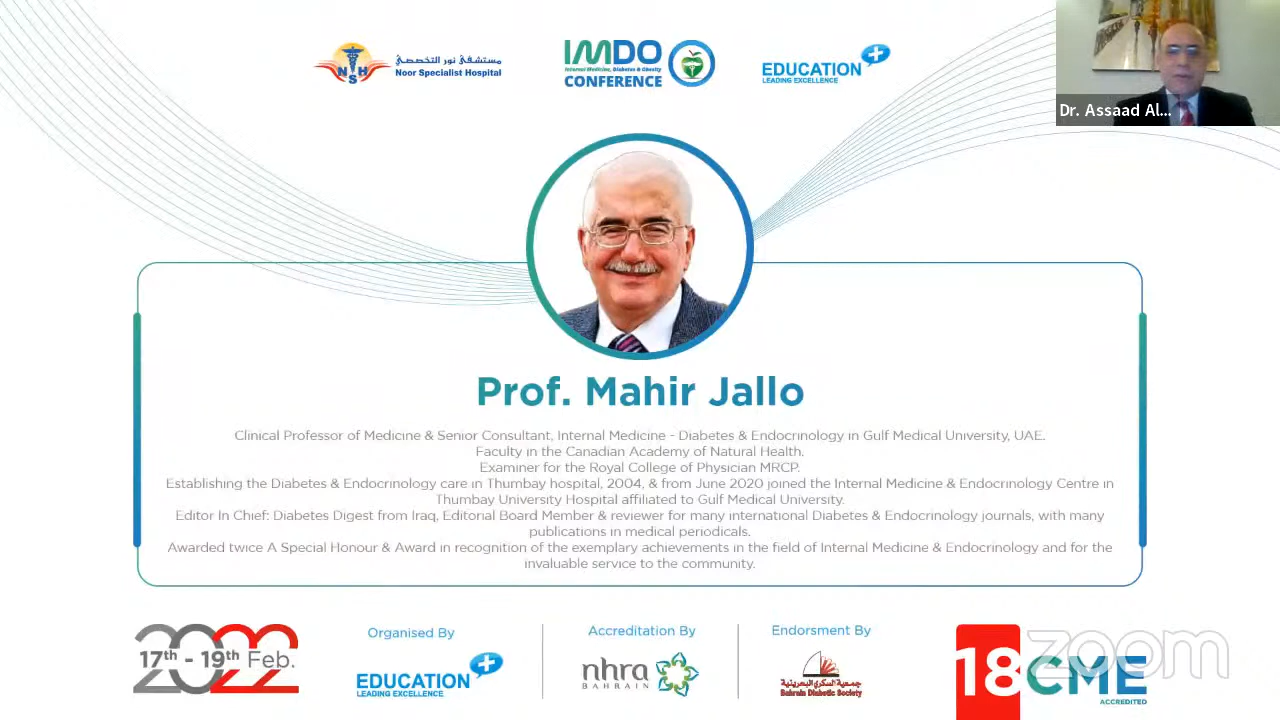 مستشفى نور التخصصي
Noor Specialist Hospital
NSH
IMDO
Internal Medicine, Diabetes & Obesity
CONFERENCE
EDUCATION
LEADING EXCELLENCE
Dr. Assaad Al...
Prof. Mahir Jallo
Clinical Professor of Medicine & Senior Consultant, Internal Medicine - Diabetes & Endocrinology in Gulf Medical University, UAE.
Faculty in the Canadian Academy of Natural Health.
Examiner for the Royal College of Physician MRCP.
Establishing the Diabetes & Endocrinology care in Thumbay hospital, 2004, & from June 2020 joined the Internal Medicine & Endocrinology Centre in
Thumbay University Hospital affiliated to Gulf Medical University.
Editor In Chief: Diabetes Digest from Iraq, Editorial Board Member & reviewer for many international Diabetes & Endocrinology journals, with many
publications in medical periodicals.
Awarded twice A Special Honour & Award in recognition of the exemplary achievements in the field of Internal Medicine & Endocrinology and for the
invaluable service to the community.
2022
17th - 19th Feb.
Organised By
EDUCATION
LEADING EXCELLENCE
Accreditation By
nhra
BAHRAIN
Endorsment By
جمعية السكري البحرينية
Bahrain Diabetic Society
18 CME
ACCREDITED
zoom